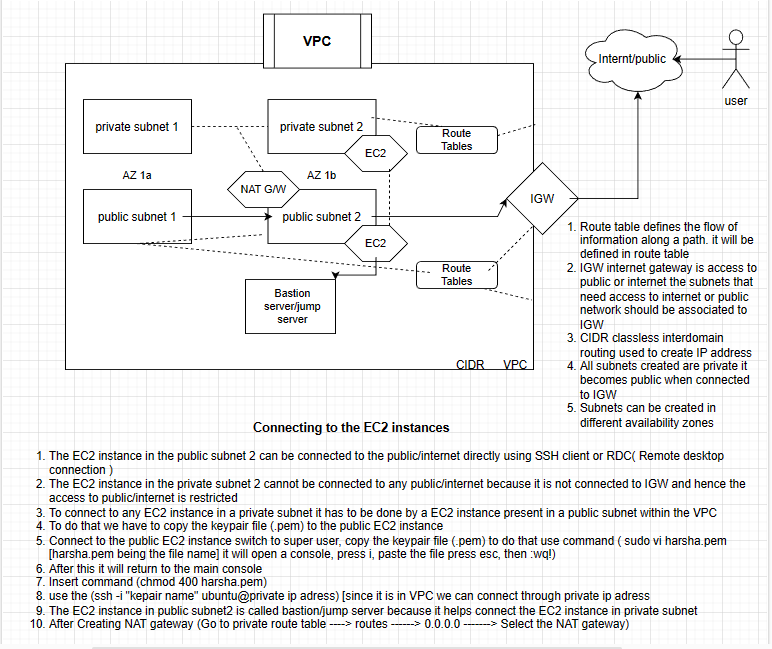 VPC
Internt/public
user
private subnet 1
private subnet 2
EC2
Route
Tables
AZ 1a
NAT G/W
AZ 1b
IGW
public subnet 1
public subnet 2
EC2
Route
Tables
Bastion
server/jump
server
CIDR
VPC
1. Route table defines the flow of
information along a path. it will be
defined in route table
2. IGW internet gateway is access to
public or internet the subnets that
need access to internet or public
network should be associated to
IGW
3. CIDR classless interdomain
routing used to create IP address
4. All subnets created are private it
becomes public when connected
to IGW
5. Subnets can be created in
different availability zones
Connecting to the EC2 instances
1. The EC2 instance in the public subnet 2 can be connected to the public/internet directly using SSH client or RDC( Remote desktop
connection )
2. The EC2 instance in the private subnet 2 cannot be connected to any public/internet because it is not connected to IGW and hence the
access to public/internet is restricted
3. To connect to any EC2 instance in a private subnet it has to be done by a EC2 instance present in a public subnet within the VPC
4. To do that we have to copy the keypair file (.pem) to the public EC2 instance
5. Connect to the public EC2 instance switch to super user, copy the keypair file (.pem) to do that use command ( sudo vi harsha.pem
[harsha.pem being the file name] it will open a console, press i, paste the file press esc, then :wq!)
6. After this it will return to the main console
7. Insert command (chmod 400 harsha.pem)
8. use the (ssh -i "kepair name" ubuntu@private ip adress) [since it is in VPC we can connect through private ip adress
9. The EC2 instance in public subnet2 is called bastion/jump server because it helps connect the EC2 instance in private subnet
10. After Creating NAT gateway (Go to private route table ----> routes ------> 0.0.0.0 -------> Select the NAT gateway)